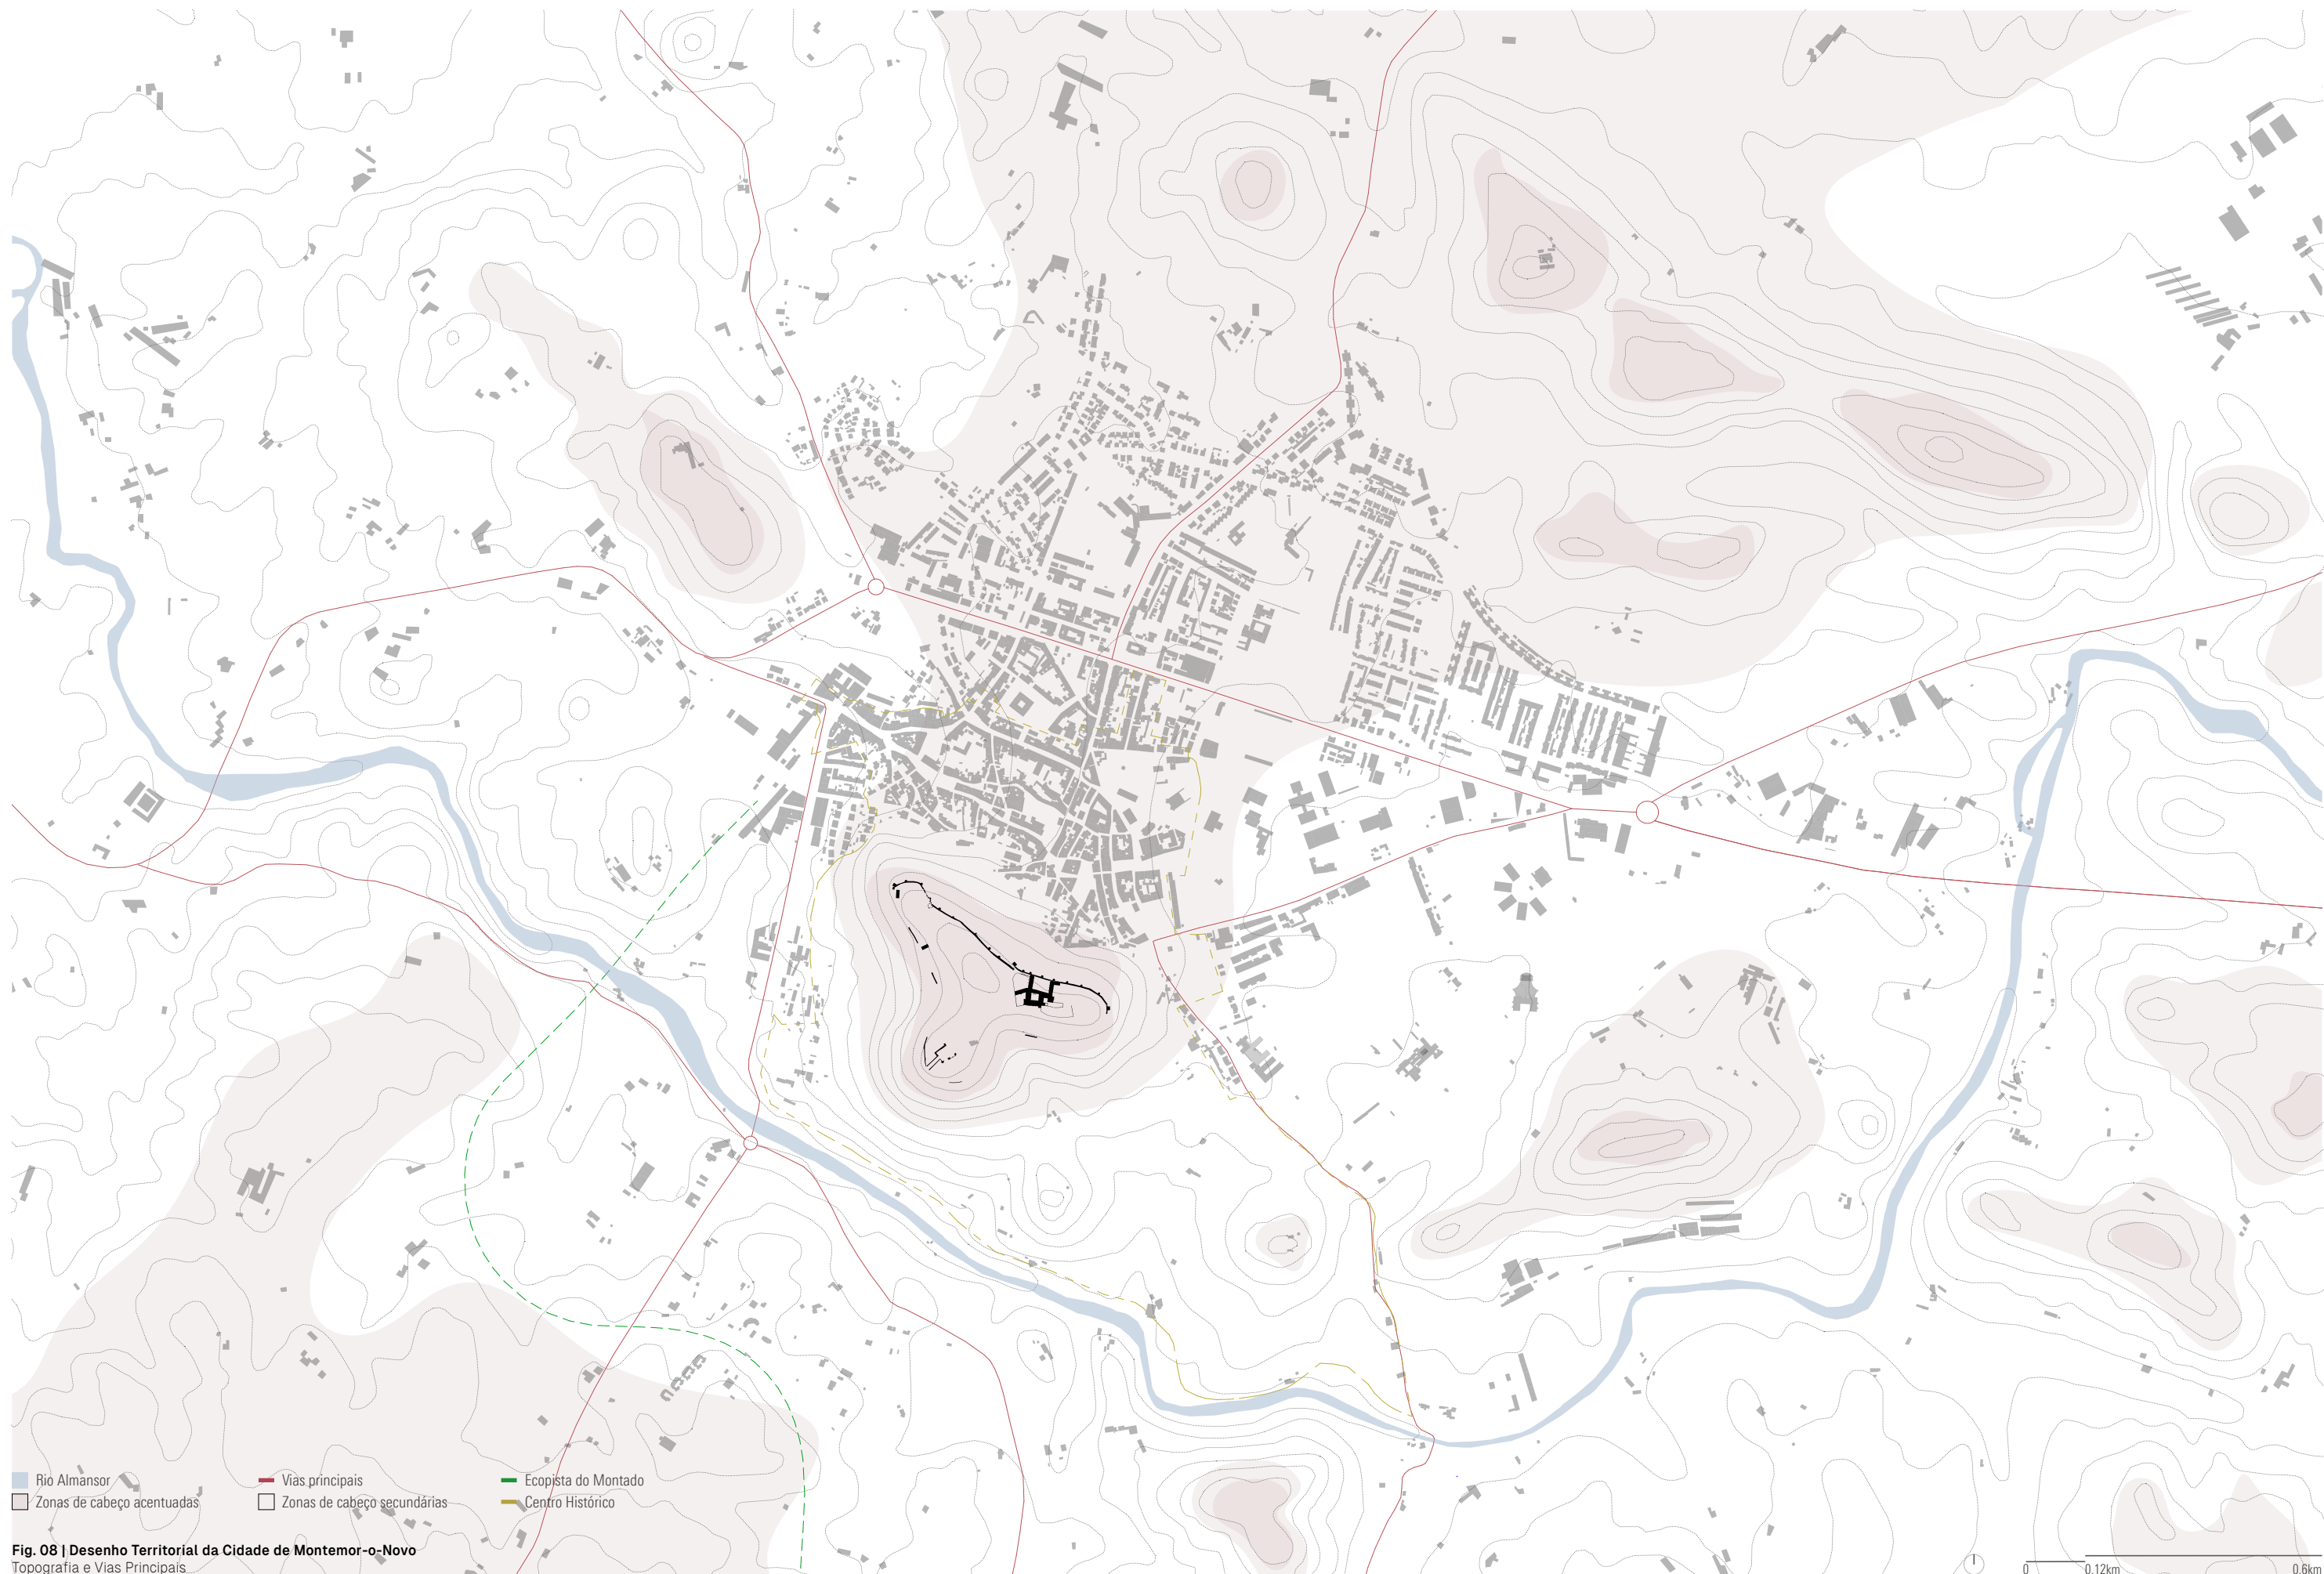 Rio Almansor
Vias principais
Ecopista do Montado
Zonas de cabeço acentuadas
Zonas de cabeço secundárias
Centro Histórico
Fig. 08 | Desenho Territorial da Cidade de Montemor-o-Novo
Topografia e Vias Principais
0 0.12km 0.6km